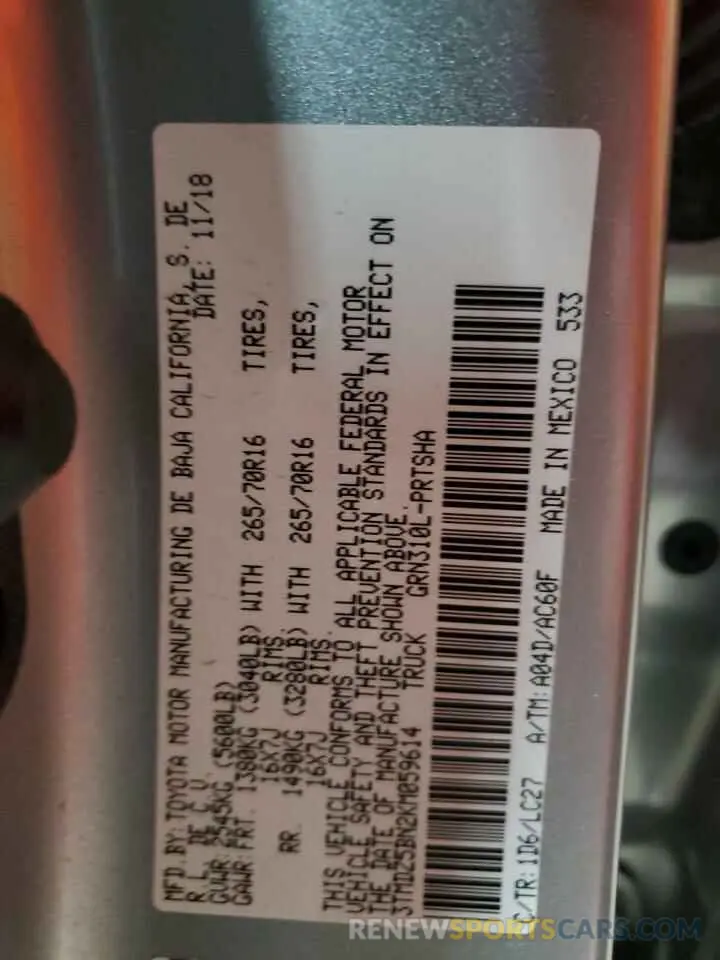 MFD.BY:TOYOTA MOTOR MANUFACTURING DE BAJA CALIFORNIA, S. DE
R.L. DE C.V. DATE: 11/18
GVWR: 2545KG (5600LB)
GAWR:FRT. 1380KG (3040LB) WITH 265/70R16 TIRES,
16X7J RIMS.
RR. 1490KG (3280LB) WITH 265/70R16 TIRES,
16X7J RIMS.
THIS VEHICLE CONFORMS TO ALL APPLICABLE FEDERAL MOTOR
VEHICLE SAFETY AND THEFT PREVENTION STANDARDS IN EFFECT ON
THE DATE OF MANUFACTURE SHOWN ABOVE.
3TMDZ5BN2KM059614 TRUCK GRN310L-PRTSHA
C/TR:1D6/LC27 A/TM:A04D/AC60F MADE IN MEXICO 533
RENEWSPORTSCARS.COM